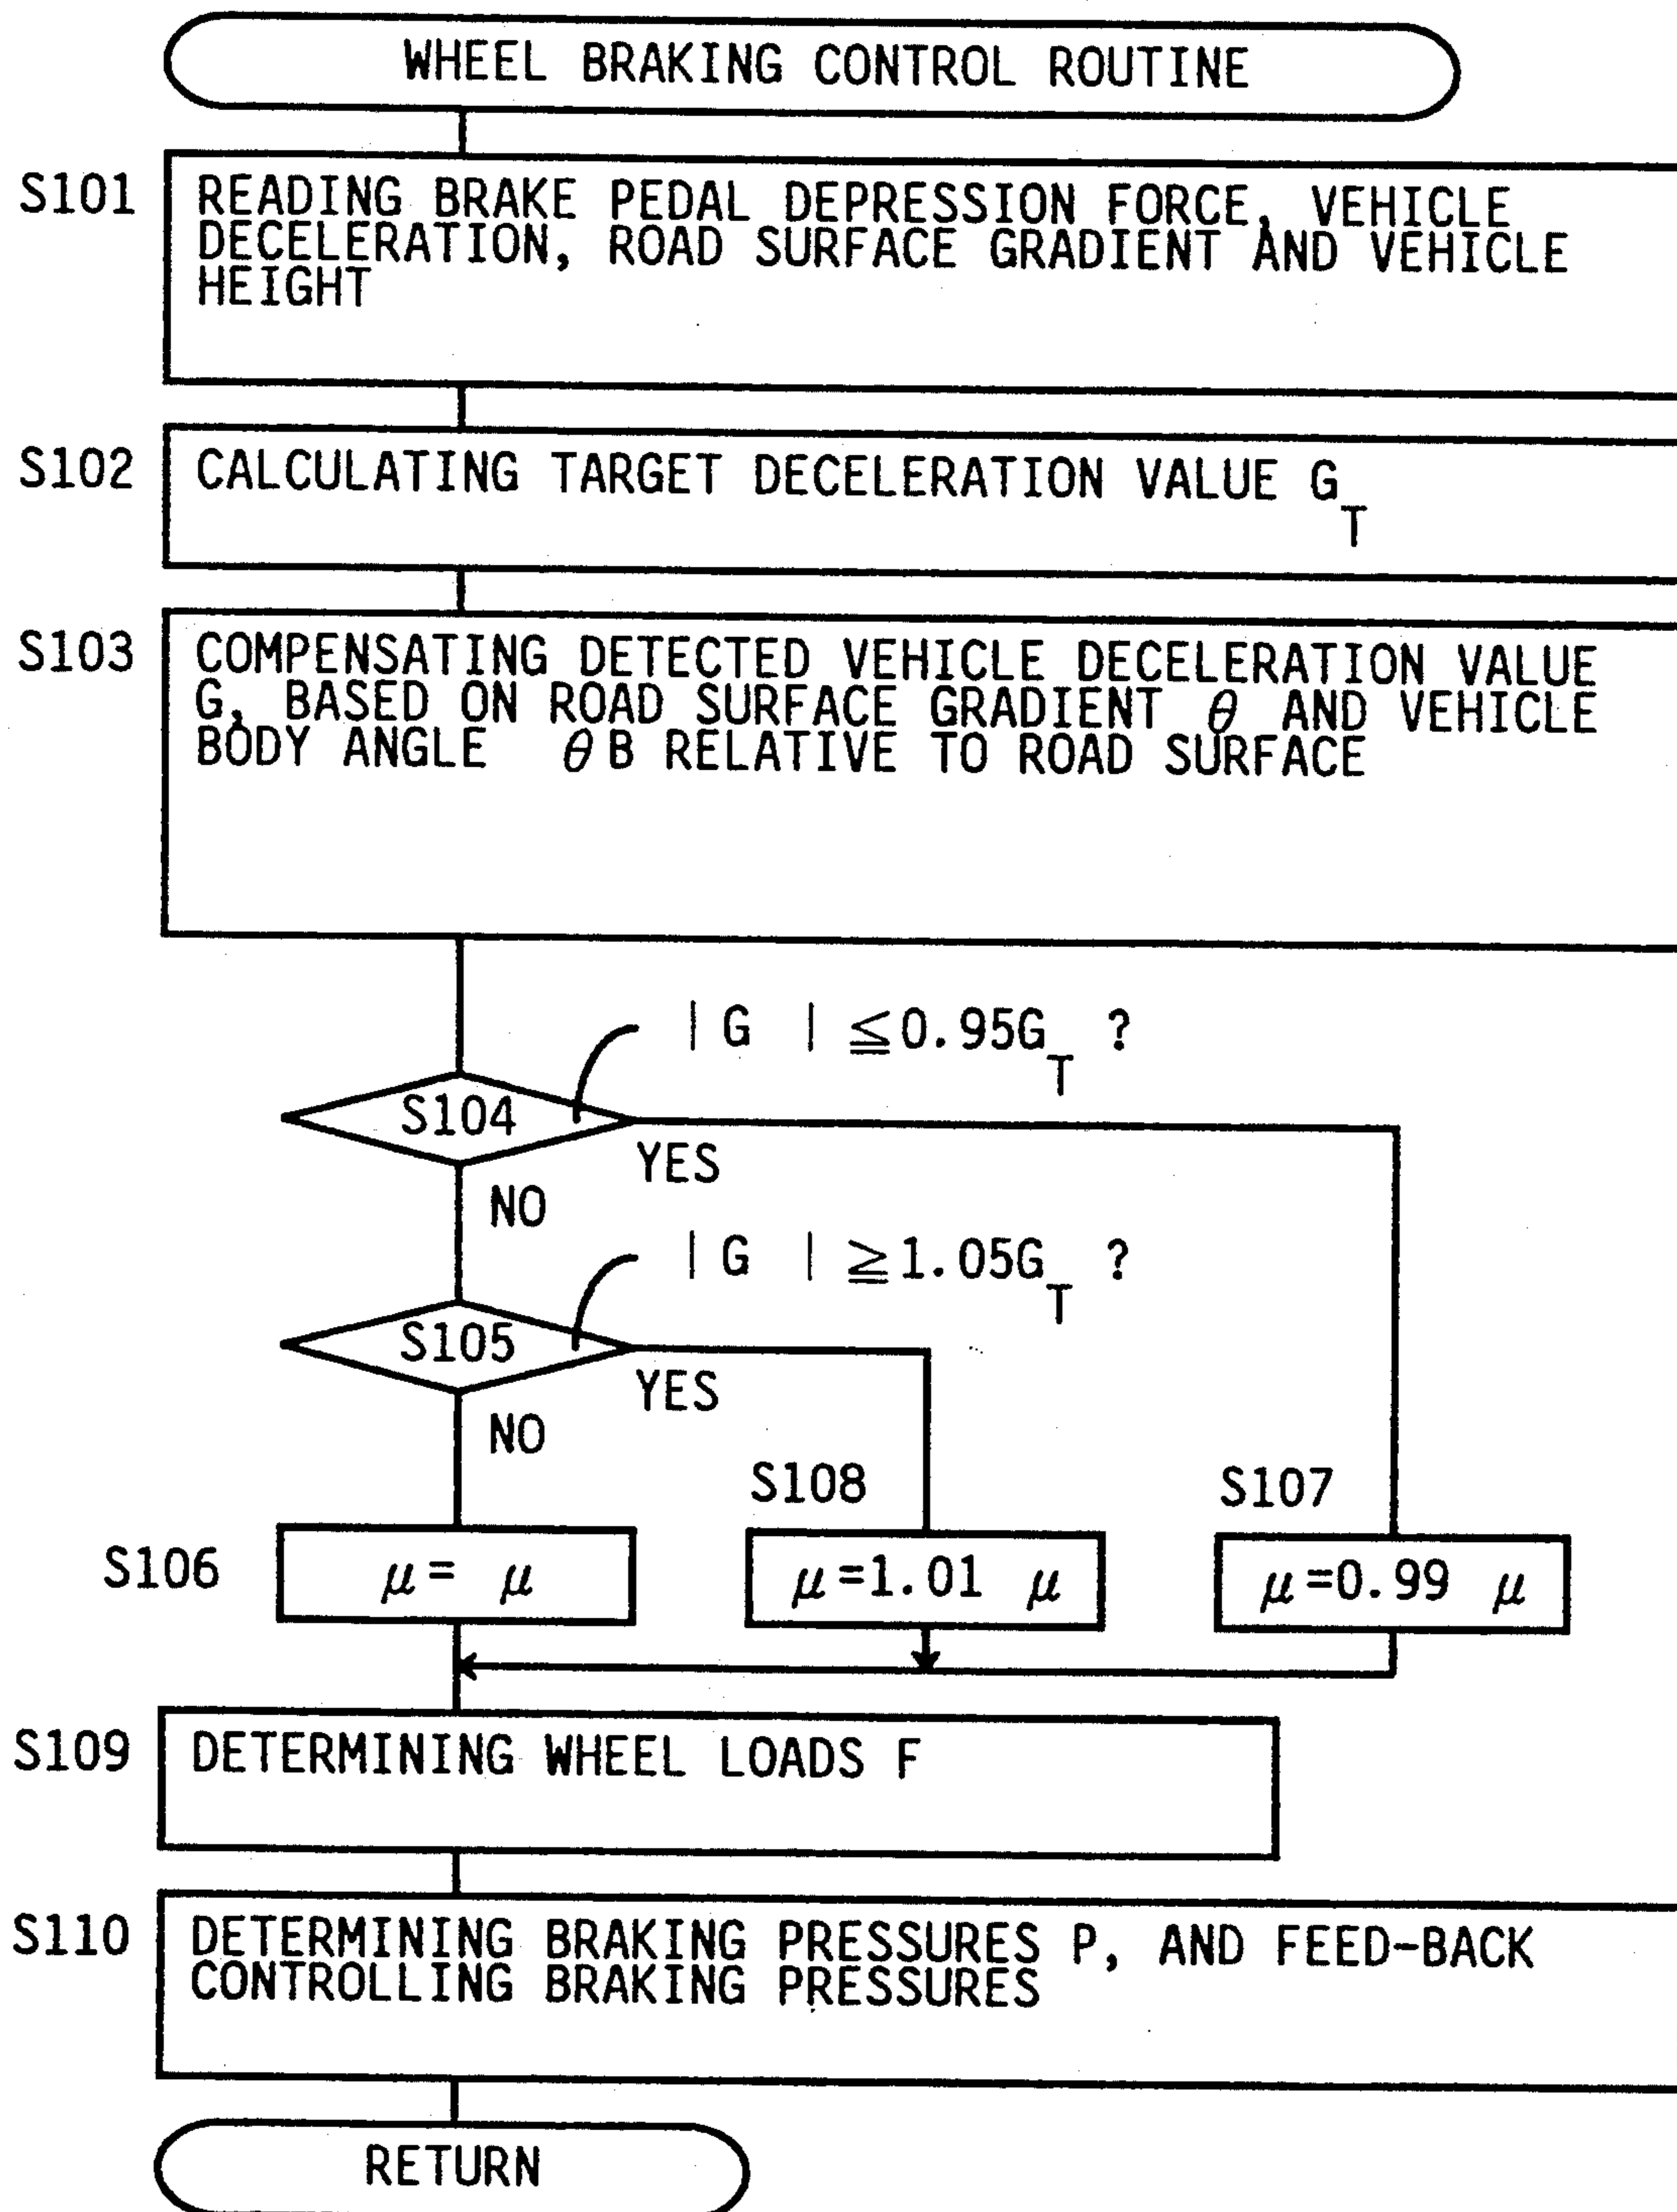 WHEEL BRAKING CONTROL ROUTINE
S101
READING BRAKE PEDAL DEPRESSION FORCE, VEHICLE
DECELERATION, ROAD SURFACE GRADIENT AND VEHICLE
HEIGHT
S102
CALCULATING TARGET DECELERATION VALUE G_T
S103
COMPENSATING DETECTED VEHICLE DECELERATION VALUE
G, BASED ON ROAD SURFACE GRADIENT θ AND VEHICLE
BODY ANGLE θB RELATIVE TO ROAD SURFACE
|G| ≦0.95G_T ?
S104
YES
NO
|G| ≧1.05G_T ?
S105
YES
NO
S108
S107
S106
μ= μ
μ=1.01 μ
μ=0.99 μ
S109
DETERMINING WHEEL LOADS F
S110
DETERMINING BRAKING PRESSURES P, AND FEED-BACK
CONTROLLING BRAKING PRESSURES
RETURN